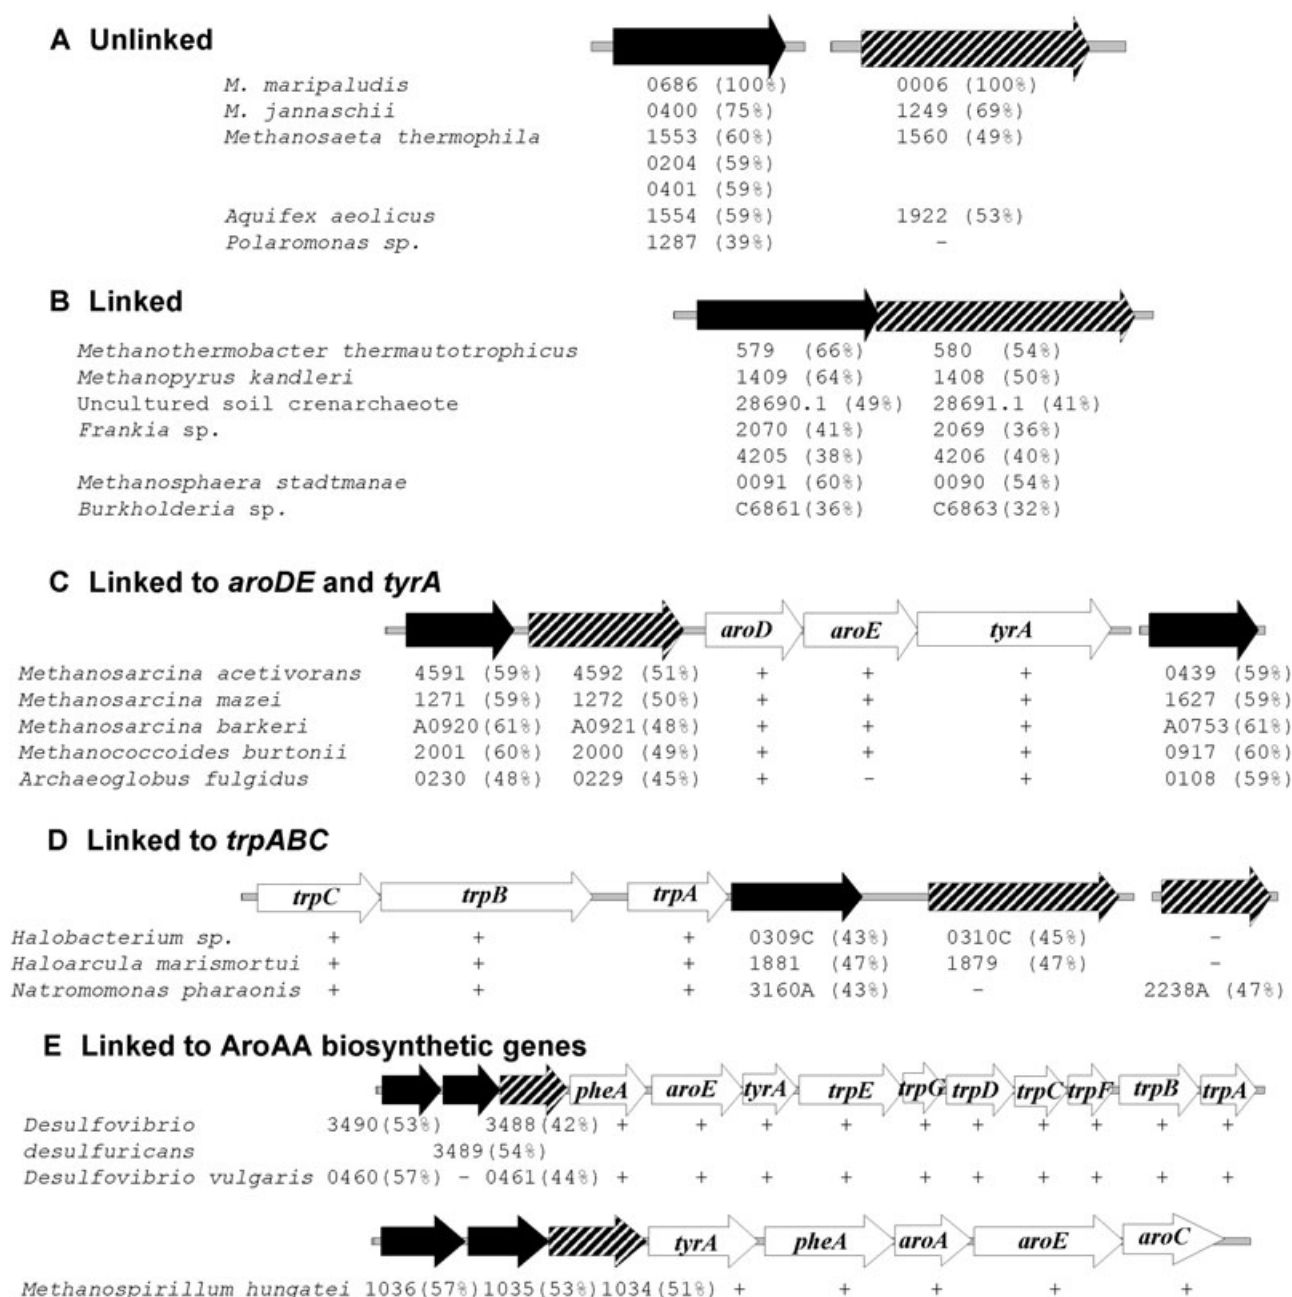 A Unlinked
M. maripaludis 0686 (100%) 0006 (100%)
M. jannaschii 0400 (75%) 1249 (69%)
Methanosaeta thermophila 1553 (60%) 1560 (49%)
0204 (59%)
0401 (59%)
Aquifex aeolicus 1554 (59%) 1922 (53%)
Polaromonas sp. 1287 (39%) -
B Linked
Methanothermobacter thermautotrophicus 579 (66%) 580 (54%)
Methanopyrus kandleri 1409 (64%) 1408 (50%)
Uncultured soil crenarchaeote 28690.1 (49%) 28691.1 (41%)
Frankia sp. 2070 (41%) 2069 (36%)
4205 (38%) 4206 (40%)
Methanosphaera stadtmanae 0091 (60%) 0090 (54%)
Burkholderia sp. C6861(36%) C6863(32%)
C Linked to aroDE and tyrA
aroD aroE tyrA
Methanosarcina acetivorans 4591 (59%) 4592 (51%) + + + 0439 (59%)
Methanosarcina mazei 1271 (59%) 1272 (50%) + + + 1627 (59%)
Methanosarcina barkeri A0920(61%) A0921(48%) + + + A0753(61%)
Methanococcoides burtonii 2001 (60%) 2000 (49%) + + + 0917 (60%)
Archaeoglobus fulgidus 0230 (48%) 0229 (45%) + - + 0108 (59%)
D Linked to trpABC
trpC trpB trpA
Halobacterium sp. + + + 0309C (43%) 0310C (45%) -
Haloarcula marismortui + + + 1881 (47%) 1879 (47%) -
Natromomonas pharaonis + + + 3160A (43%) - 2238A (47%)
E Linked to AroAA biosynthetic genes
pheA aroE tyrA trpE trpG trpD trpC trpF trpB trpA
Desulfovibrio 3490(53%) 3488(42%) + + + + + + + + + +
desulfuricans 3489(54%)
Desulfovibrio vulgaris 0460(57%) - 0461(44%) + + + + + + + + + +
tyrA pheA aroA aroE aroC
Methanospirillum hungatei 1036(57%)1035(53%)1034(51%) + + + + +